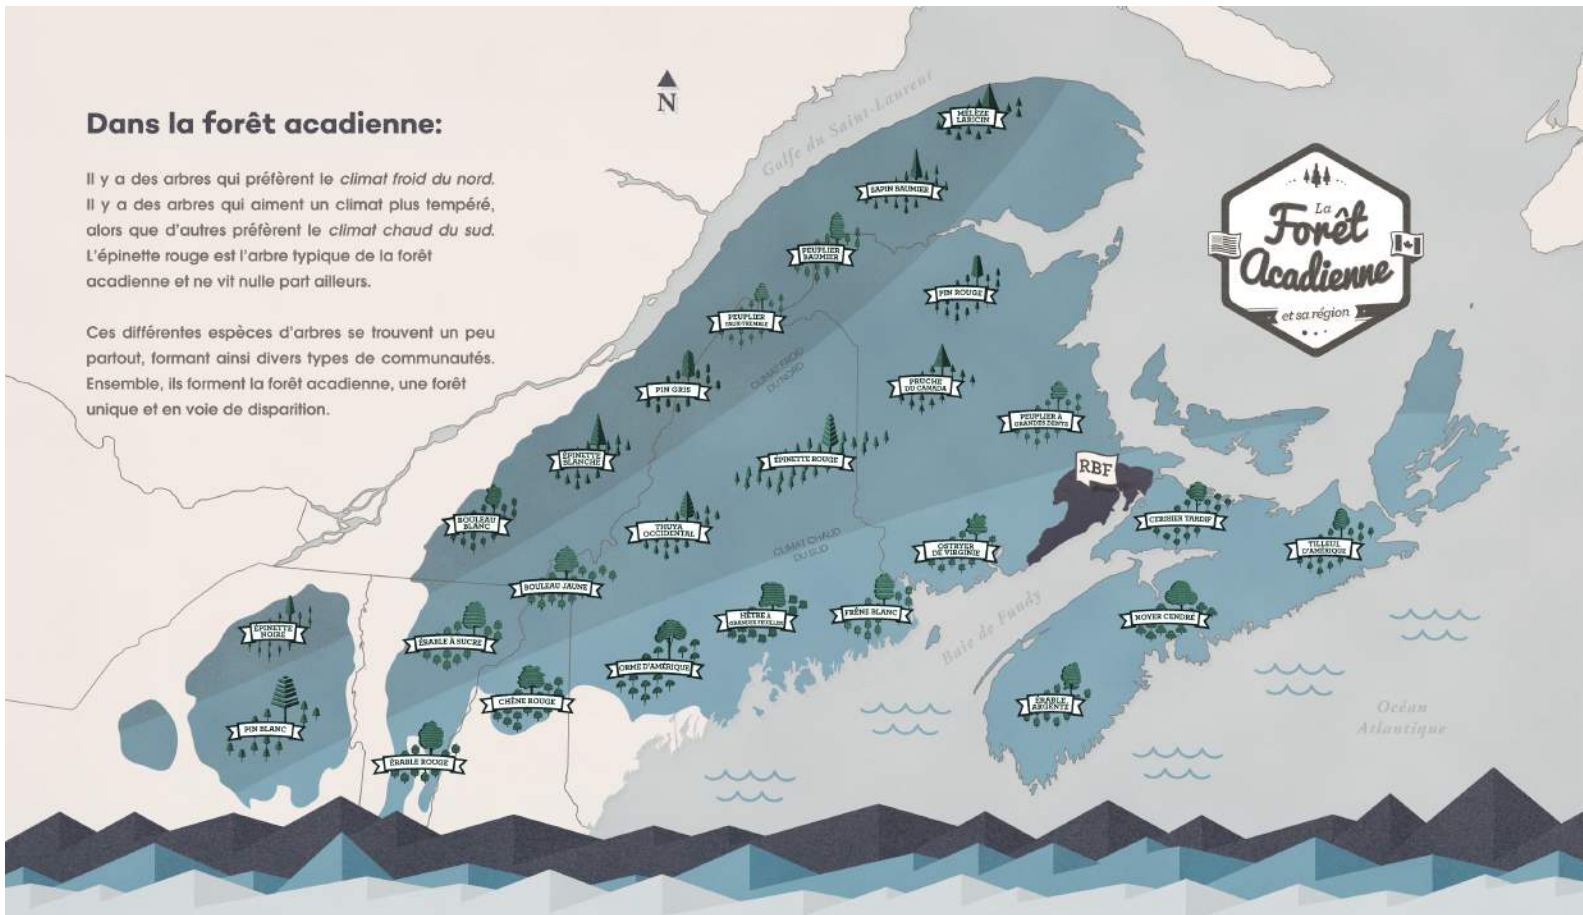 Dans la forêt acadienne:
Il y a des arbres qui préfèrent le climat froid du nord.
Il y a des arbres qui aiment un climat plus tempéré,
alors que d'autres préfèrent le climat chaud du sud.
L'épinette rouge est l'arbre typique de la forêt
acadienne et ne vit nulle part ailleurs.
Ces différentes espèces d'arbres se trouvent un peu
partout, formant ainsi divers types de communautés.
Ensemble, ils forment la forêt acadienne, une forêt
unique et en voie de disparition.
N
Golfe du Saint-Laurent
MÉLÈZE
LARICIN
SAPIN BAUMIER
PEUPLIER
BAUMIER
PIN ROUGE
PEUPLIER
FAUX-TREMBLE
CLIMAT FROID
DU NORD
PIN GRIS
PRUCHE
DU CANADA
PEUPLIER À
GRANDES DENTS
ÉPINETTE
BLANCHE
ÉPINETTE ROUGE
RBF
BOULEAU
BLANC
THUYA
OCCIDENTAL
CLIMAT CHAUD
DU SUD
OSTRYER
DE VIRGINIE
CERISIER TARDIF
TILLEUL
D'AMÉRIQUE
BOULEAU JAUNE
HÊTRE À
GRANDES FEUILLES
FRÊNE BLANC
NOYER CENDRÉ
Baie de Fundy
ÉPINETTE
NOIRE
ÉRABLE À SUCRE
ORME D'AMÉRIQUE
CHÊNE ROUGE
ÉRABLE
ARGENTÉ
PIN BLANC
ÉRABLE ROUGE
Océan
Atlantique
La
Forêt
Acadienne
et sa région